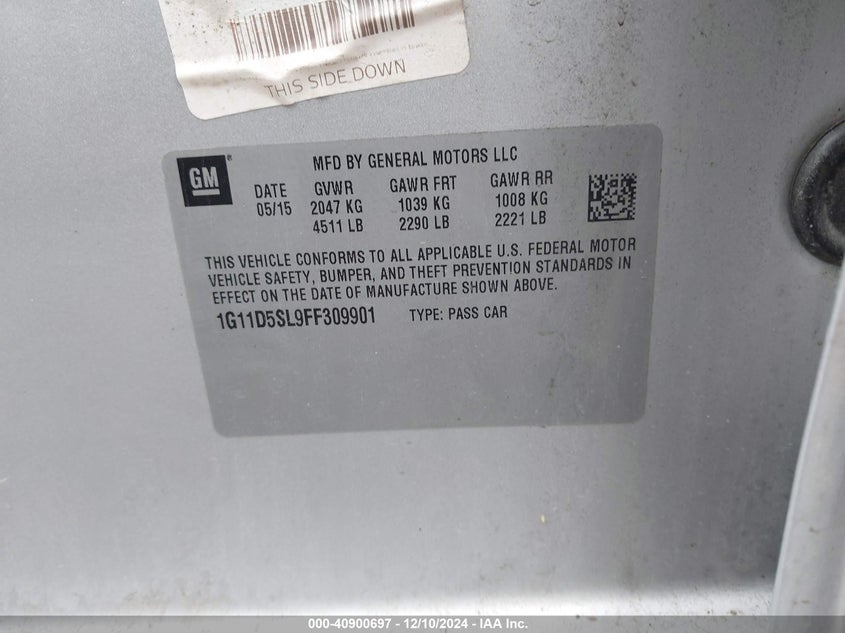 THIS SIDE DOWN
GM
MFD BY GENERAL MOTORS LLC
DATE GVWR GAWR FRT GAWR RR
05/15 2047 KG 1039 KG 1008 KG
4511 LB 2290 LB 2221 LB
THIS VEHICLE CONFORMS TO ALL APPLICABLE U.S. FEDERAL MOTOR
VEHICLE SAFETY, BUMPER, AND THEFT PREVENTION STANDARDS IN
EFFECT ON THE DATE OF MANUFACTURE SHOWN ABOVE.
1G11D5SL9FF309901 TYPE: PASS CAR
000-40900697 - 12/10/2024 - IAA Inc.